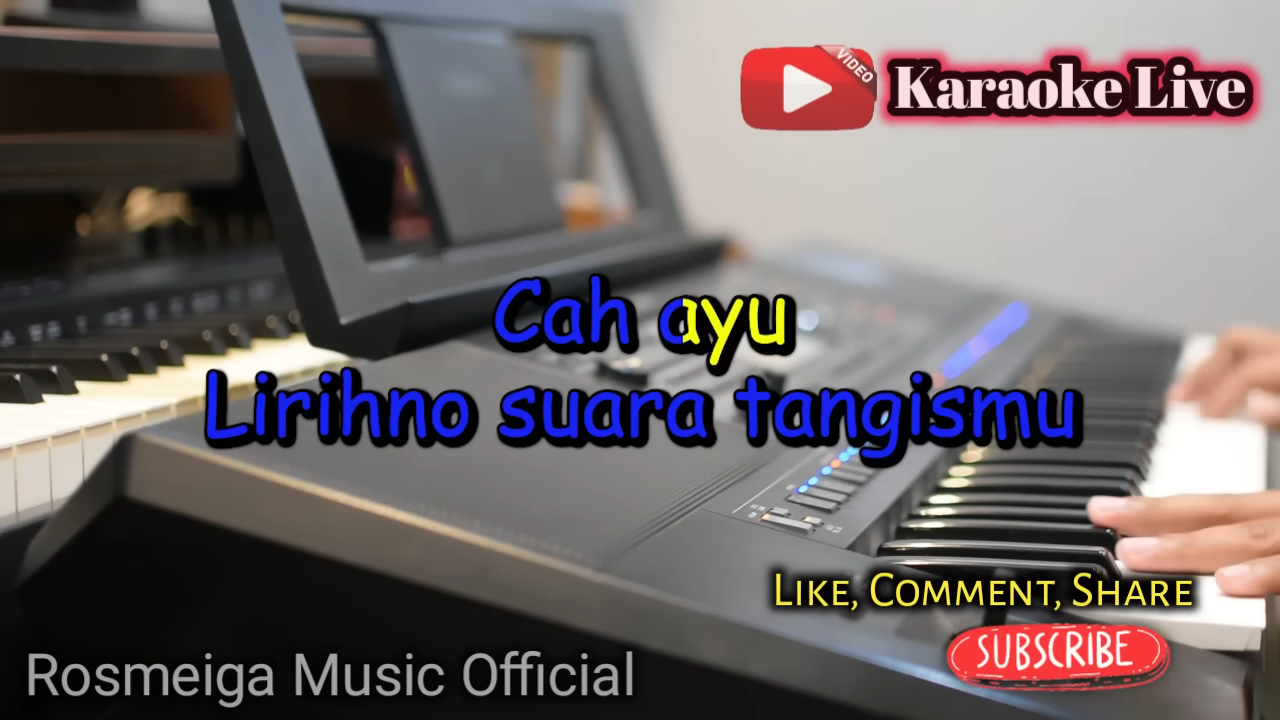 VIDEO
Karaoke Live
Cah ayu
Lirihno suara tangismu
Like, Comment, Share
SUBSCRIBE
Rosmeiga Music Official